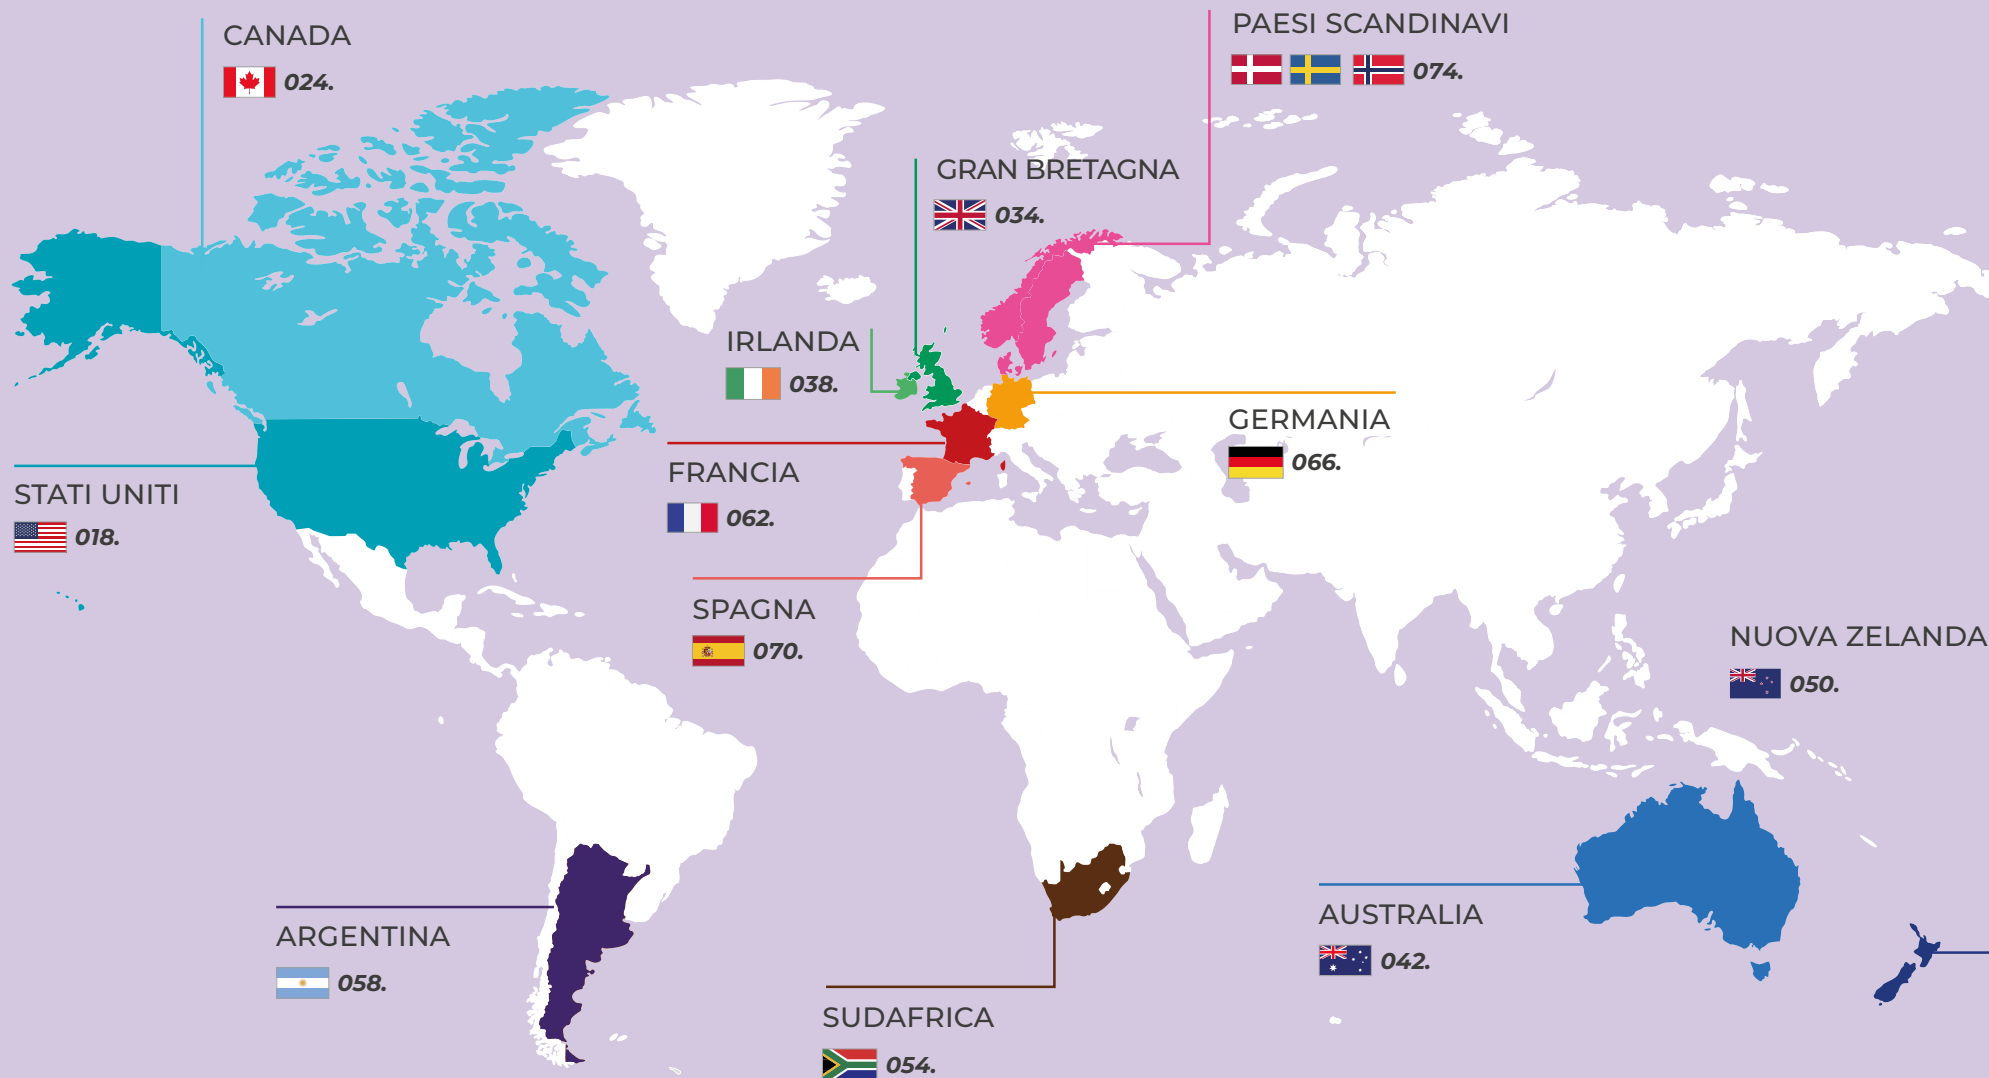 CANADA
024.
PAESI SCANDINAVI
074.
GRAN BRETAGNA
034.
IRLANDA
038.
GERMANIA
066.
STATI UNITI
018.
FRANCIA
062.
SPAGNA
070.
NUOVA ZELANDA
050.
ARGENTINA
058.
AUSTRALIA
042.
SUDAFRICA
054.